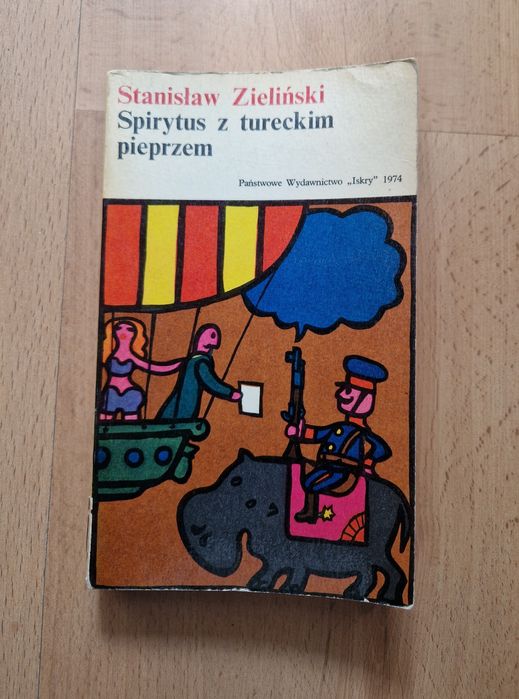 Stanisław Zieliński
Spirytus z tureckim
pieprzem
Państwowe Wydawnictwo „Iskry” 1974